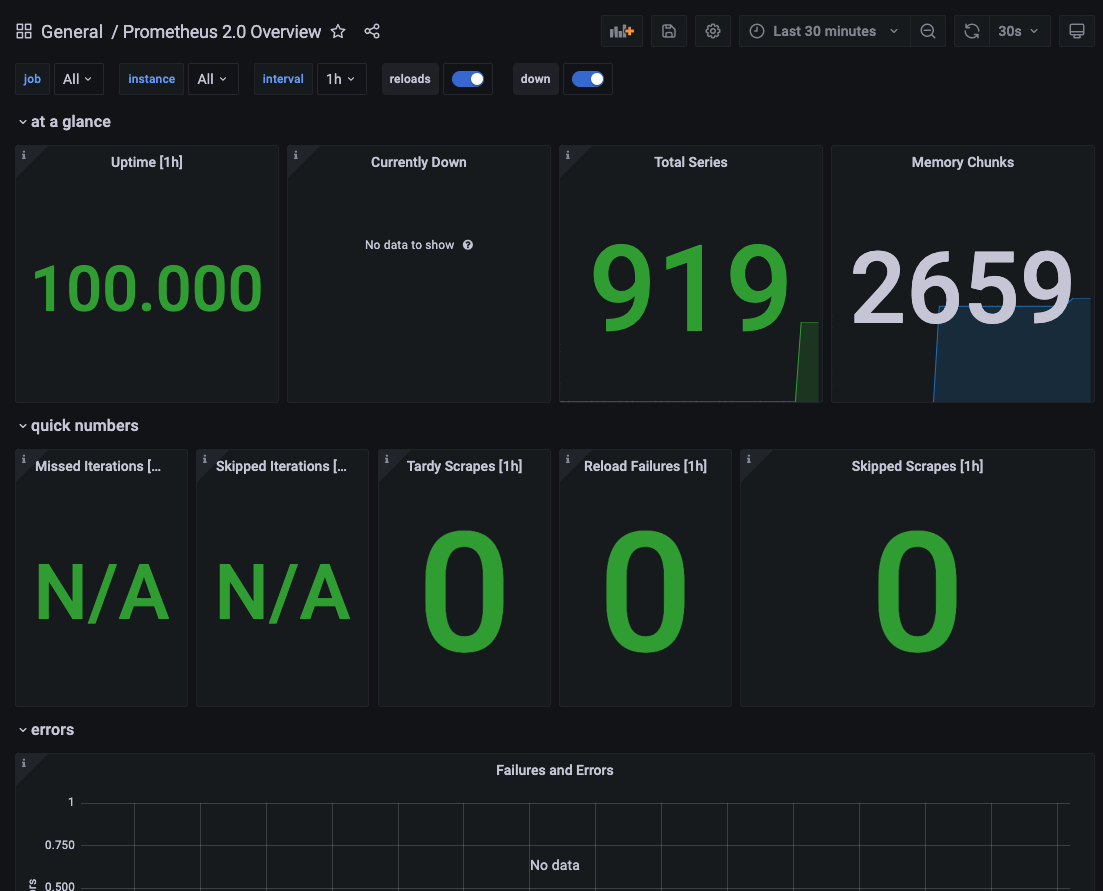 General / Prometheus 2.0 Overview
Last 30 minutes
30s
job
All
instance
All
interval
1h
reloads
down
at a glance
Uptime [1h]
100.000
Currently Down
No data to show
Total Series
919
Memory Chunks
2659
quick numbers
Missed Iterations [...
N/A
Skipped Iterations [...
N/A
Tardy Scrapes [1h]
0
Reload Failures [1h]
0
Skipped Scrapes [1h]
0
errors
Failures and Errors
1
0.750
No data
0.500